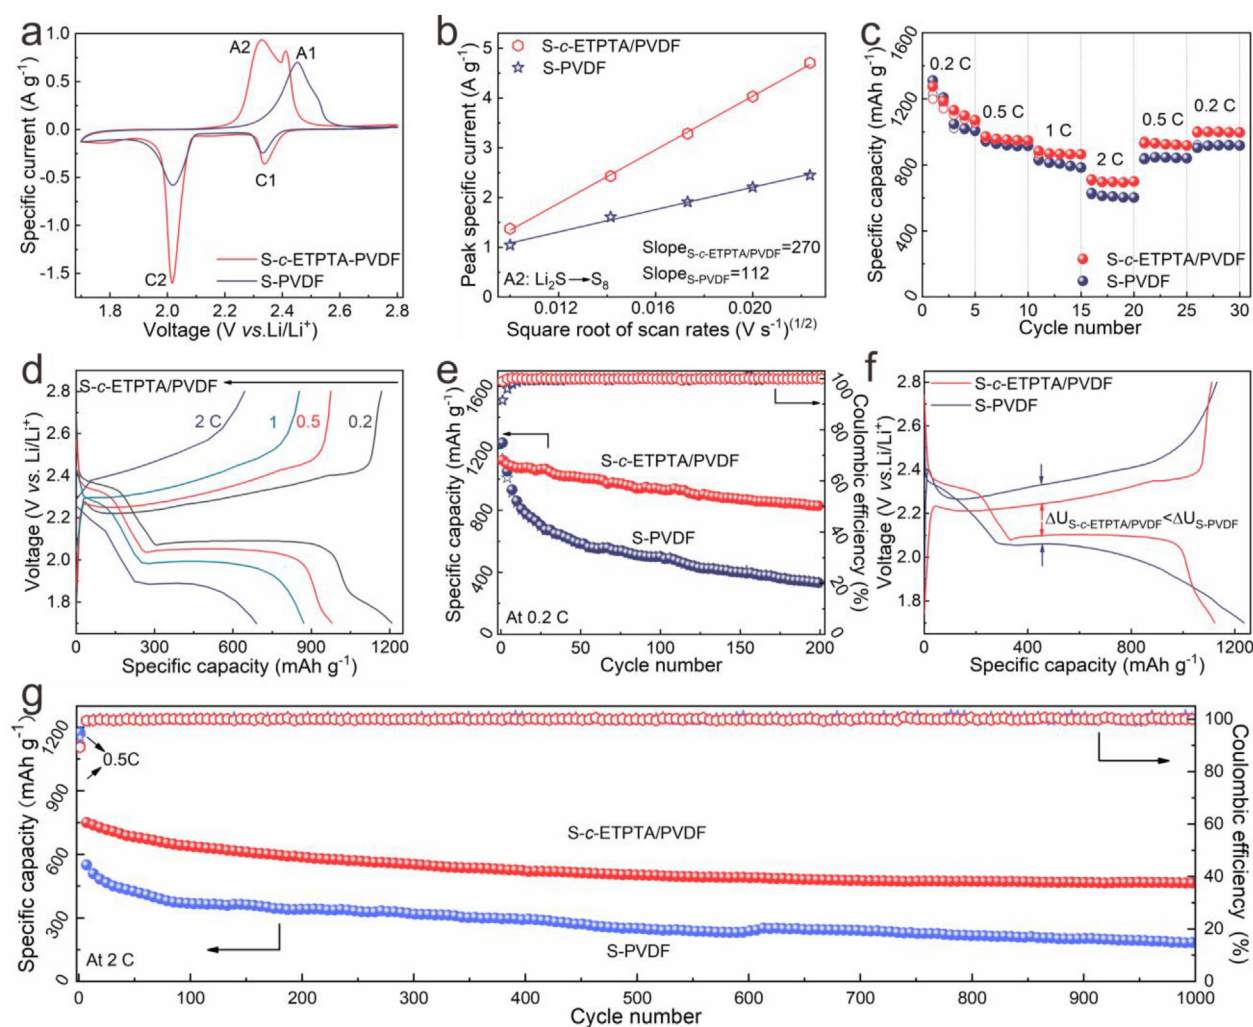 a
Specific current (A g⁻¹)
1.0
0.5
0.0
-0.5
-1.0
-1.5
A2
A1
C1
C2
S-c-ETPTA-PVDF
S-PVDF
1.8 2.0 2.2 2.4 2.6 2.8
Voltage (V vs.Li/Li⁺)
b
Peak specific current (A g⁻¹)
5
4
3
2
1
0
S-c-ETPTA/PVDF
S-PVDF
Slope S-c-ETPTA/PVDF=270
Slope S-PVDF=112
A2: Li₂S→S₈
0.012 0.016 0.020
Square root of scan rates (V s⁻¹)(1/2)
c
Specific capacity (mAh g⁻¹)
1600
1200
800
400
0
0.2 C
0.5 C
1 C
2 C
0.5 C
0.2 C
S-c-ETPTA/PVDF
S-PVDF
0 5 10 15 20 25 30
Cycle number
d
Voltage (V vs. Li/Li⁺)
2.8
2.6
2.4
2.2
2.0
1.8
S-c-ETPTA/PVDF
2 C 1 0.5 0.2
0 300 600 900 1200
Specific capacity (mAh g⁻¹)
e
Specific capacity (mAh g⁻¹)
1600
1200
800
400
0
S-c-ETPTA/PVDF
S-PVDF
At 0.2 C
0 50 100 150 200
Cycle number
100
80
60
40
20
0
Coulombic efficiency (%)
f
Voltage (V vs.Li/Li⁺)
2.8
2.6
2.4
2.2
2.0
1.8
S-c-ETPTA/PVDF
S-PVDF
ΔU S-c-ETPTA/PVDF<ΔU S-PVDF
0 400 800 1200
Specific capacity (mAh g⁻¹)
g
Specific capacity (mAh g⁻¹)
1200
900
600
300
0
0.5C
S-c-ETPTA/PVDF
S-PVDF
At 2 C
0 100 200 300 400 500 600 700 800 900 1000
Cycle number
100
80
60
40
20
0
Coulombic efficiency (%)